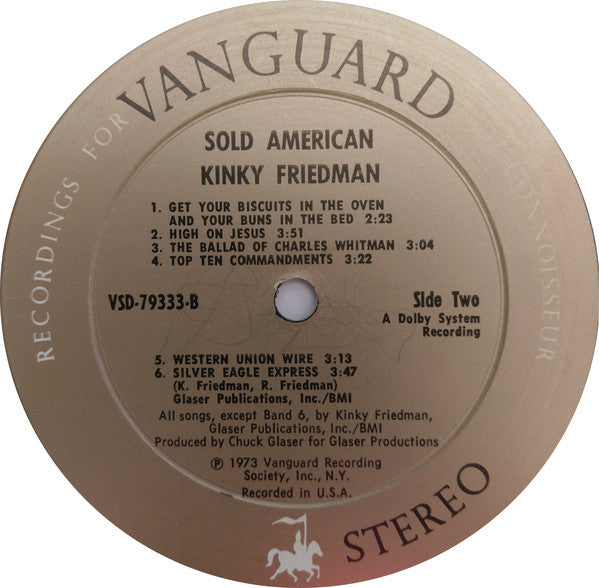 VANGUARD
RECORDINGS FOR
NNOISSEUR
SOLD AMERICAN
KINKY FRIEDMAN
1. GET YOUR BISCUITS IN THE OVEN
AND YOUR BUNS IN THE BED 2:23
2. HIGH ON JESUS 3:51
3. THE BALLAD OF CHARLES WHITMAN 3:04
4. TOP TEN COMMANDMENTS 3:22
VSD-79333-B
Side Two
A Dolby System
Recording
5. WESTERN UNION WIRE 3:13
6. SILVER EAGLE EXPRESS 3:47
(K. Friedman, R. Friedman)
Glaser Publications, Inc./BMI
All songs, except Band 6, by Kinky Friedman,
Glaser Publications, Inc./BMI
Produced by Chuck Glaser for Glaser Productions
℗ 1973 Vanguard Recording
Society, Inc., N.Y.
Recorded in U.S.A.
STEREO